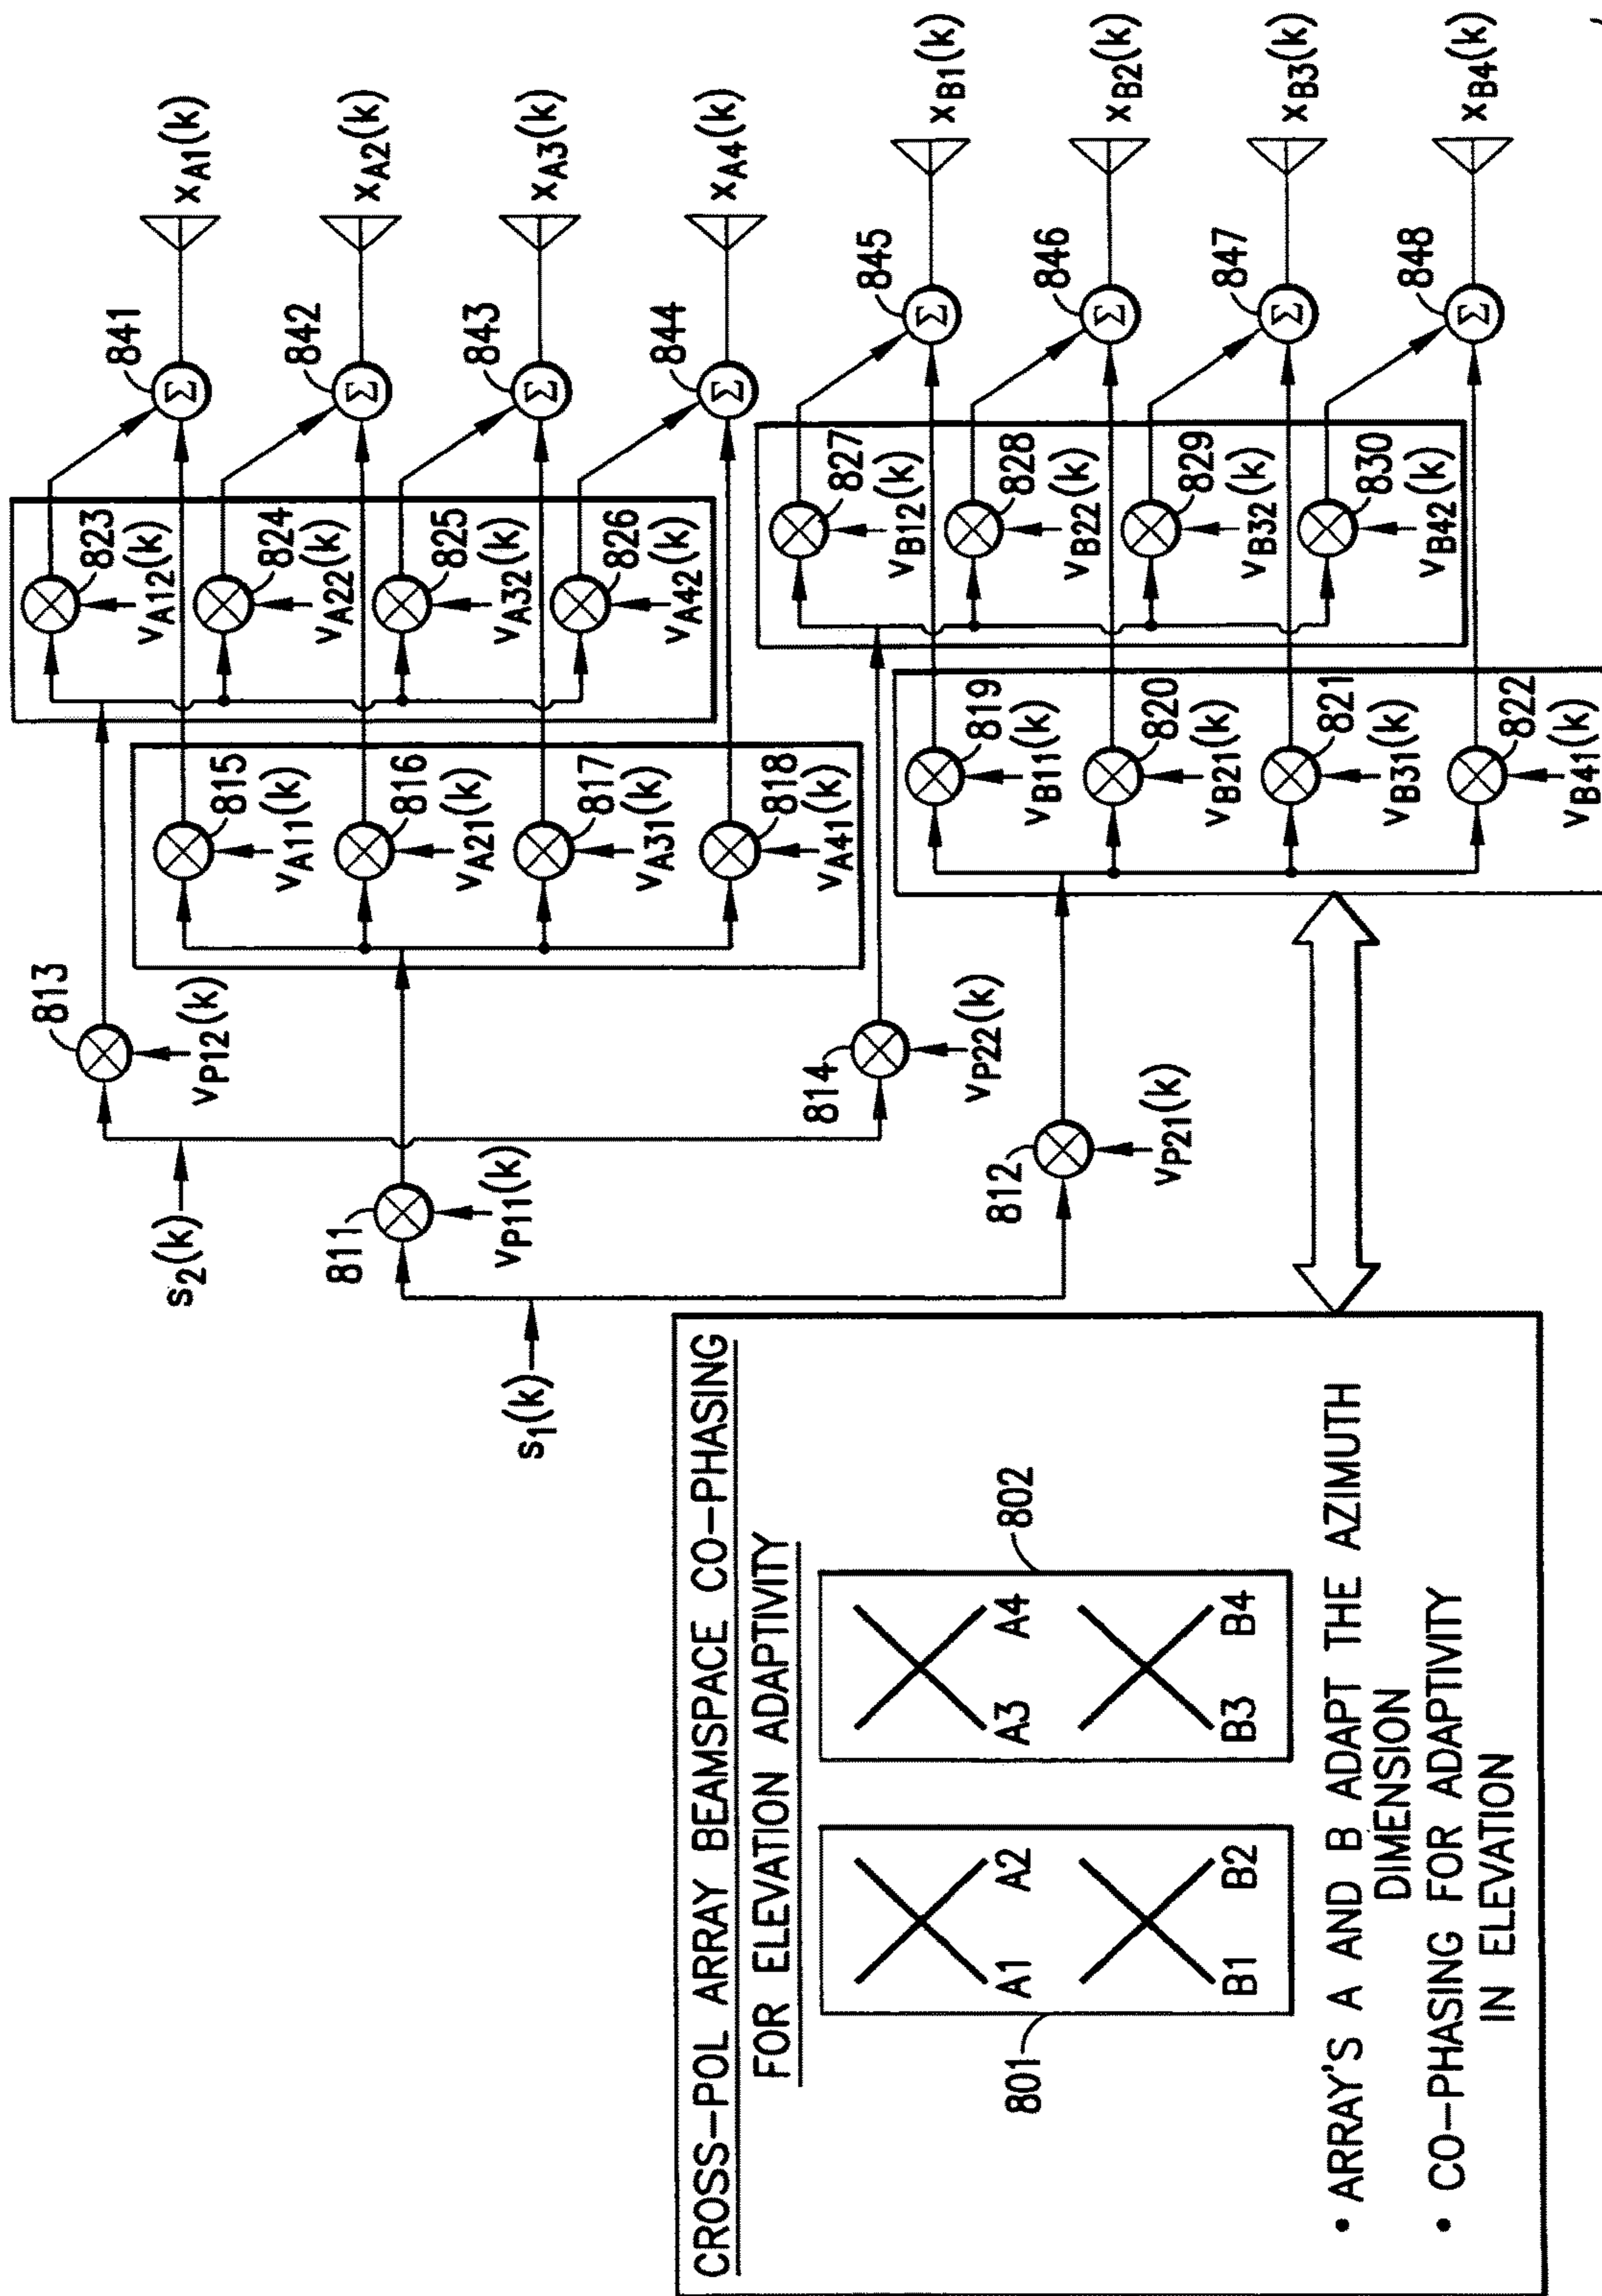 CROSS-POL ARRAY BEAMSPACE CO-PHASING
FOR ELEVATION ADAPTIVITY
801
802
A1 A2
A3 A4
B1 B2
B3 B4
• ARRAY'S A AND B ADAPT THE AZIMUTH
DIMENSION
• CO-PHASING FOR ADAPTIVITY
IN ELEVATION
s2(k)
s1(k)
813
vP12(k)
811
vP11(k)
814
vP22(k)
812
vP21(k)
815
vA11(k)
816
vA21(k)
817
vA31(k)
818
vA41(k)
823
vA12(k)
824
vA22(k)
825
vA32(k)
826
vA42(k)
819
vB11(k)
820
vB21(k)
821
vB31(k)
822
vB41(k)
827
vB12(k)
828
vB22(k)
829
vB32(k)
830
vB42(k)
841
Σ
xA1(k)
842
Σ
xA2(k)
843
Σ
xA3(k)
844
Σ
xA4(k)
845
Σ
xB1(k)
846
Σ
xB2(k)
847
Σ
xB3(k)
848
Σ
xB4(k)